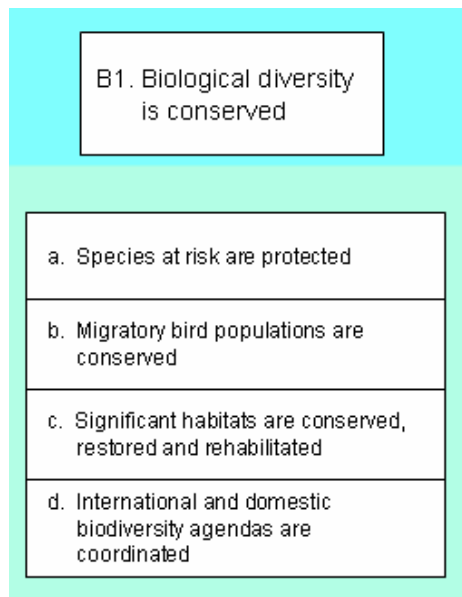 B1. Biological diversity
is conserved
a. Species at risk are protected
b. Migratory bird populations are
conserved
c. Significant habitats are conserved,
restored and rehabilitated
d. International and domestic
biodiversity agendas are
coordinated